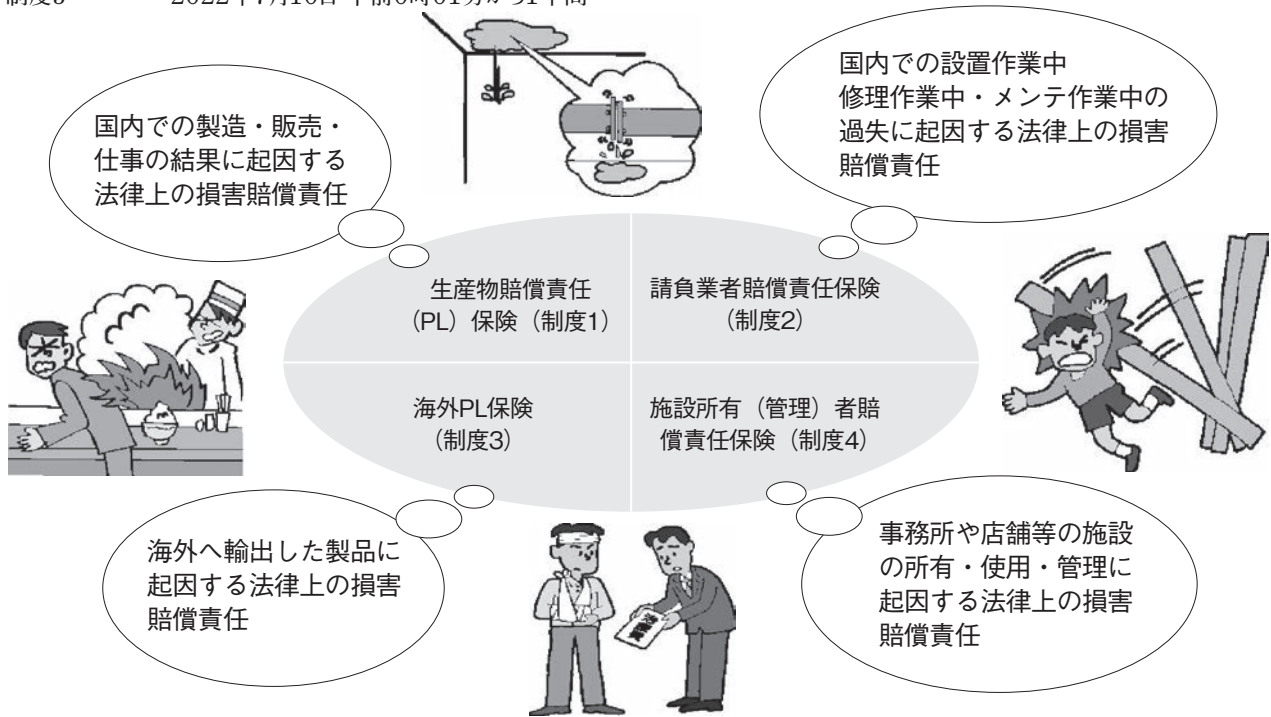 国内での製造・販売・
仕事の結果に起因する
法律上の損害賠償責任
国内での設置作業中
修理作業中・メンテ作業中の
過失に起因する法律上の損害
賠償責任
生産物賠償責任
（PL）保険（制度1）
請負業者賠償責任保険
（制度2）
海外PL保険
（制度3）
施設所有（管理）者賠
償責任保険（制度4）
海外へ輸出した製品に
起因する法律上の損害
賠償責任
事務所や店舗等の施設
の所有・使用・管理に
起因する法律上の損害
賠償責任